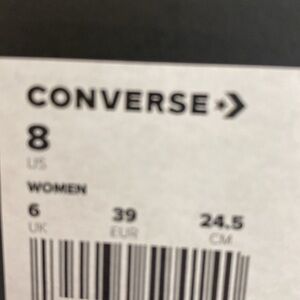 CONVERSE
8
US
WOMEN
6 39 24.5
UK EUR CM